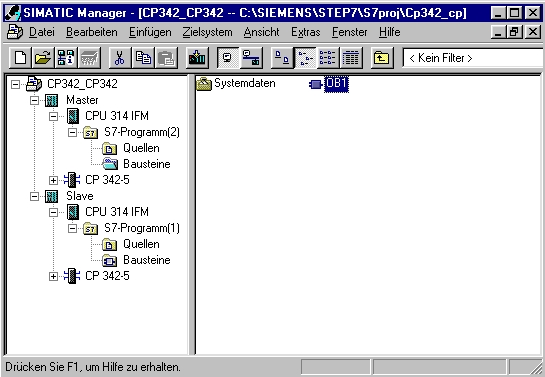 SIMATIC Manager - [CP342_CP342 -- C:\SIEMENS\STEP7\S7proj\Cp342_cp]
Datei Bearbeiten Einfügen Zielsystem Ansicht Extras Fenster Hilfe
< Kein Filter >
CP342_CP342
Master
CPU 314 IFM
S7-Programm(2)
Quellen
Bausteine
CP 342-5
Slave
CPU 314 IFM
S7-Programm(1)
Quellen
Bausteine
CP 342-5
Systemdaten OB1
Drücken Sie F1, um Hilfe zu erhalten.